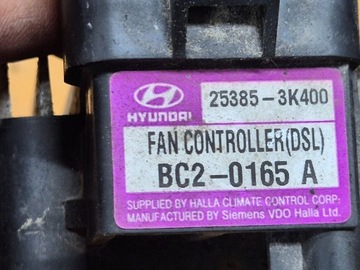 25385-3K400
HYUNDAI
FAN CONTROLLER(DSL)
BC2-0165 A
SUPPLIED BY HALLA CLIMATE CONTROL CORP.
MANUFACTURED BY Siemens VDO Halla Ltd.